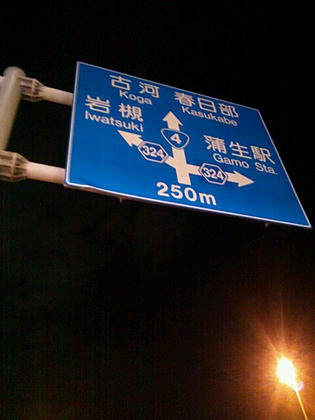 古河 春日部
Koga Kasukabe
岩槻
Iwatsuki
4
蒲生駅
Gamo Sta.
324
324
250m